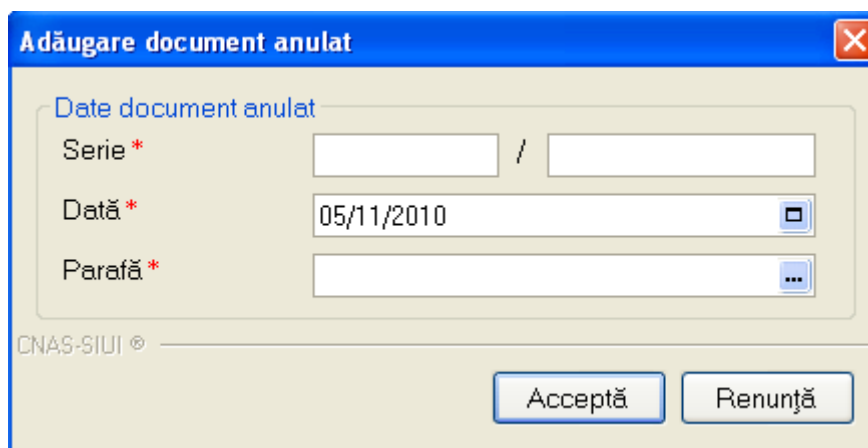 Adăugare document anulat
Date document anulat
Serie * /
Dată * 05/11/2010
Parafă * ...
CNAS-SIUI ®
Acceptă Renunţă